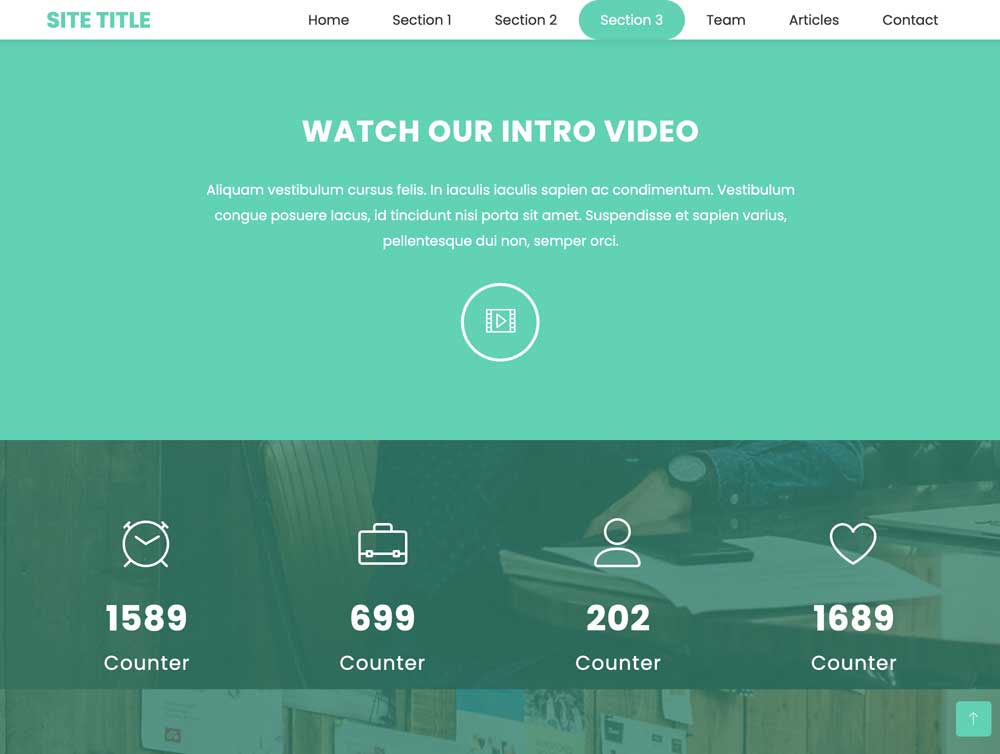 SITE TITLE Home Section 1 Section 2 Section 3 Team Articles Contact
WATCH OUR INTRO VIDEO
Aliquam vestibulum cursus felis. In iaculis iaculis sapien ac condimentum. Vestibulum
congue posuere lacus, id tincidunt nisi porta sit amet. Suspendisse et sapien varius,
pellentesque dui non, semper orci.
1589 699 202 1689
Counter Counter Counter Counter